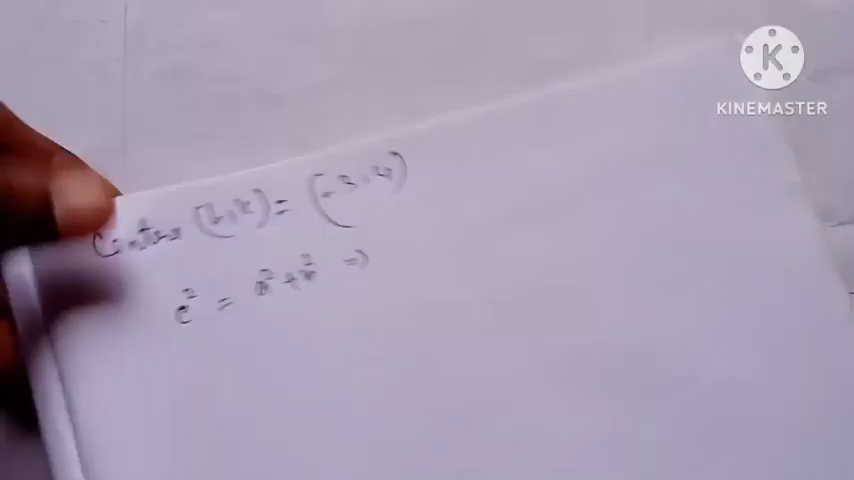 KINEMASTER
Centre (h, k) = (-3, 4)
c² = a² + b² ⇒